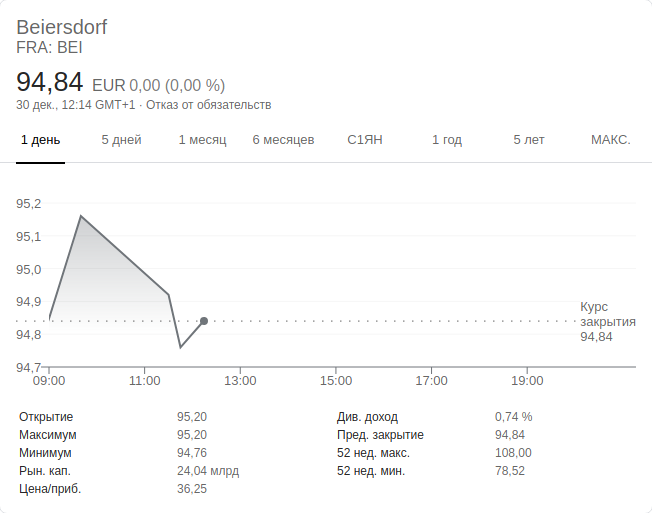 Beiersdorf
FRA: BEI
94,84 EUR 0,00 (0,00 %)
30 дек., 12:14 GMT+1 · Отказ от обязательств
1 день 5 дней 1 месяц 6 месяцев С1ЯН 1 год 5 лет МАКС.
95,2
95,1
95,0
94,9
94,8
94,7
Курс
закрытия
94,84
09:00 11:00 13:00 15:00 17:00 19:00
Открытие 95,20 Див. доход 0,74 %
Максимум 95,20 Пред. закрытие 94,84
Минимум 94,76 52 нед. макс. 108,00
Рын. кап. 24,04 млрд 52 нед. мин. 78,52
Цена/приб. 36,25